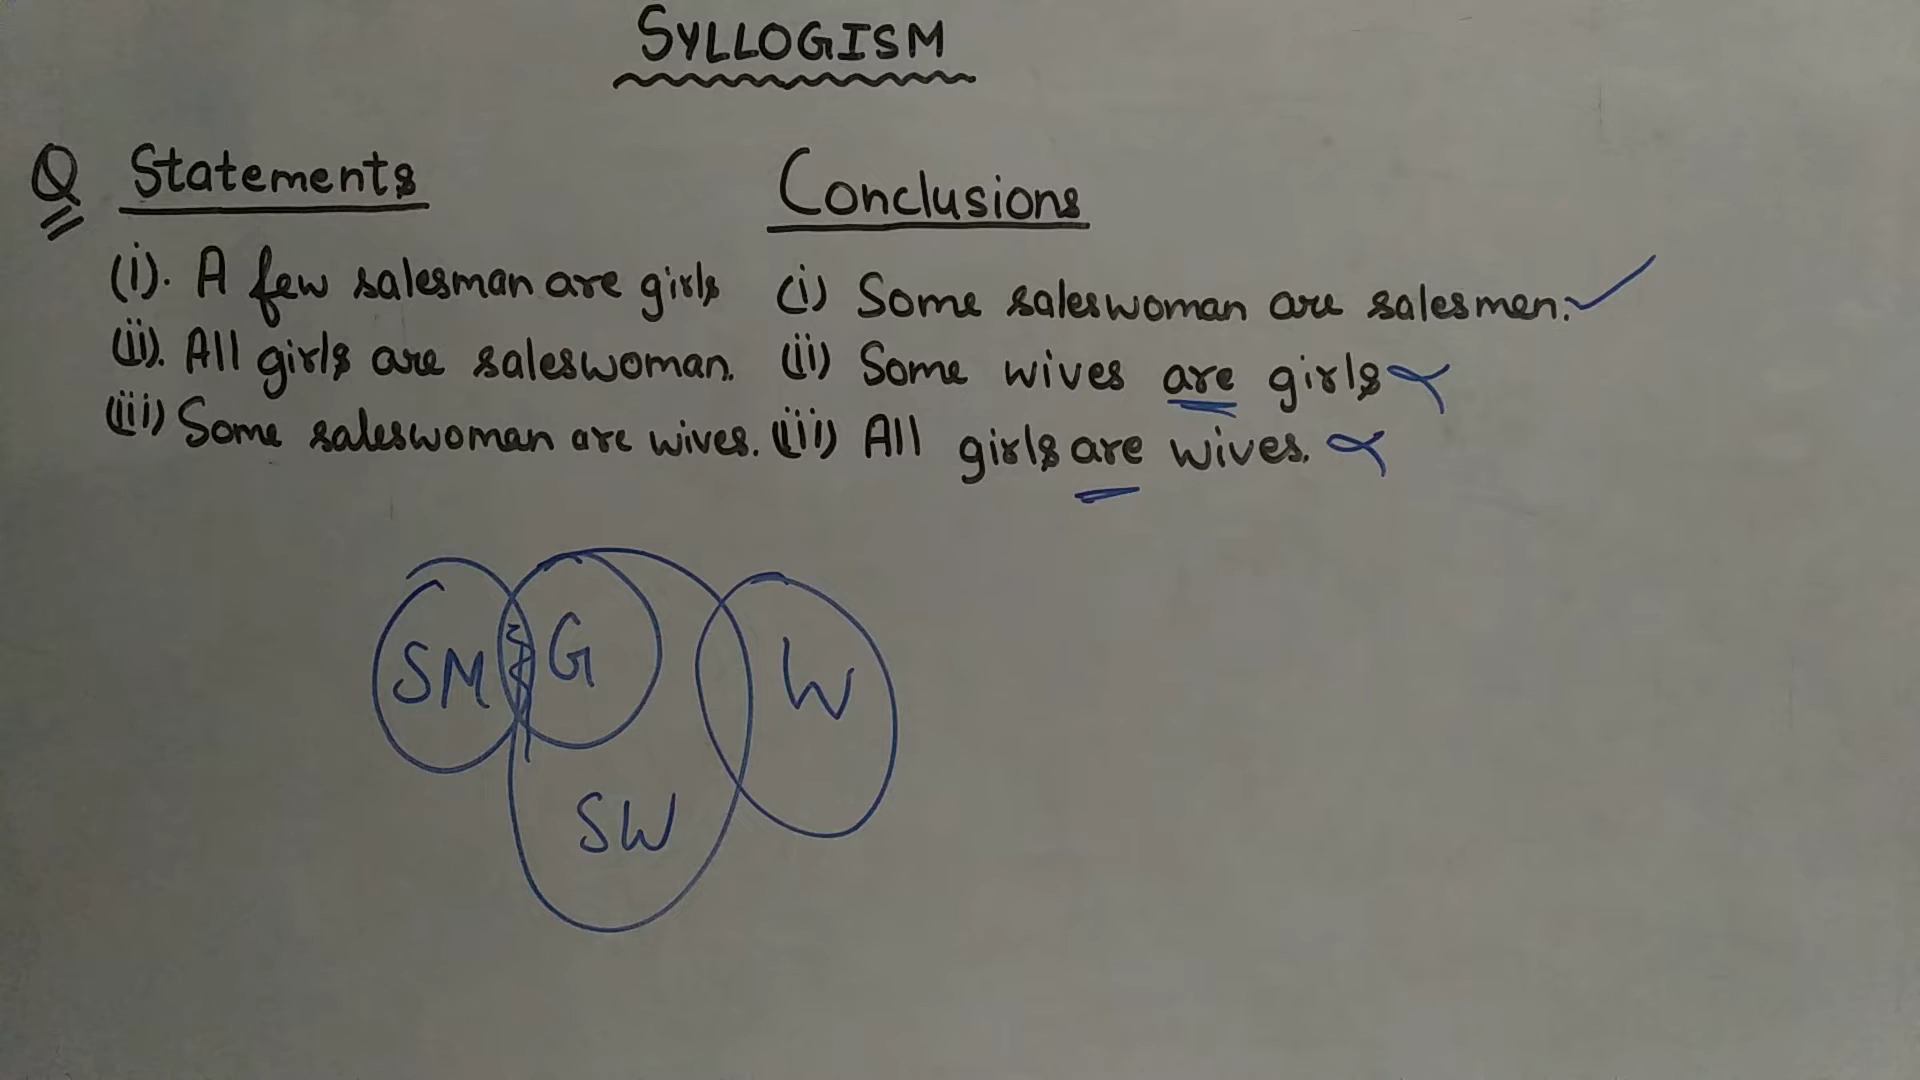 SYLLOGISM
Q Statements
(i). A few salesman are girls
(ii). All girls are saleswoman.
(iii) Some saleswoman are wives.
Conclusions
(i) Some saleswoman are salesmen.
(ii) Some wives are girls
(iii) All girls are wives.
SM G W
SW